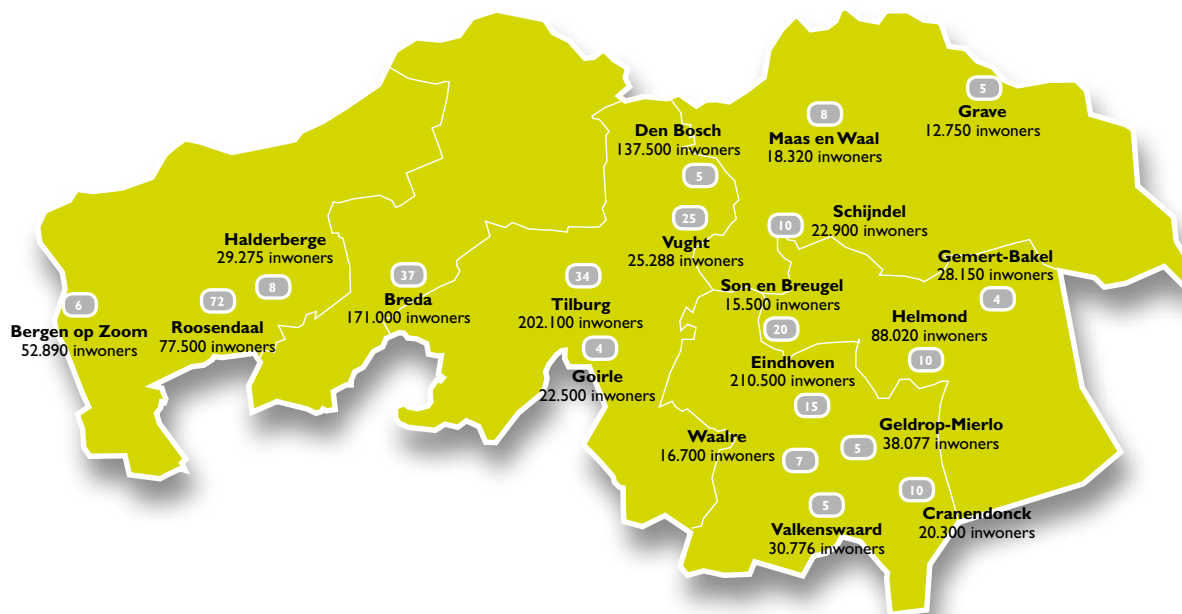 5
Grave
12.750 inwoners
8
Maas en Waal
18.320 inwoners
Den Bosch
137.500 inwoners
5
25
Vught
25.288 inwoners
10
Schijndel
22.900 inwoners
Gemert-Bakel
28.150 inwoners
4
Halderberge
29.275 inwoners
8
6
Bergen op Zoom
52.890 inwoners
72
Roosendaal
77.500 inwoners
37
Breda
171.000 inwoners
34
Tilburg
202.100 inwoners
4
Goirle
22.500 inwoners
Son en Breugel
15.500 inwoners
20
Helmond
88.020 inwoners
10
Eindhoven
210.500 inwoners
15
Geldrop-Mierlo
38.077 inwoners
5
Waalre
16.700 inwoners
7
5
Valkenswaard
30.776 inwoners
10
Cranendonck
20.300 inwoners